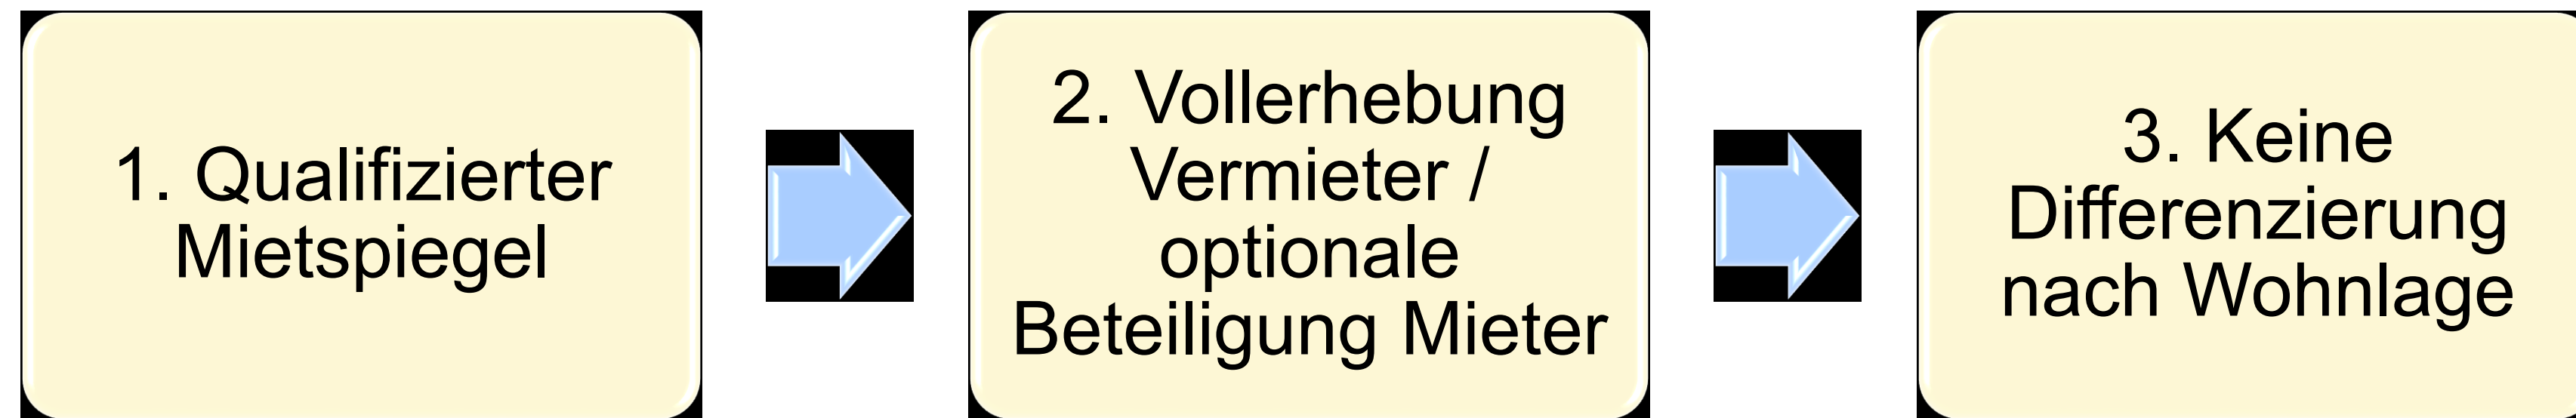 1. Qualifizierter
Mietspiegel
2. Vollerhebung
Vermieter /
optionale
Beteiligung Mieter
3. Keine
Differenzierung
nach Wohnlage